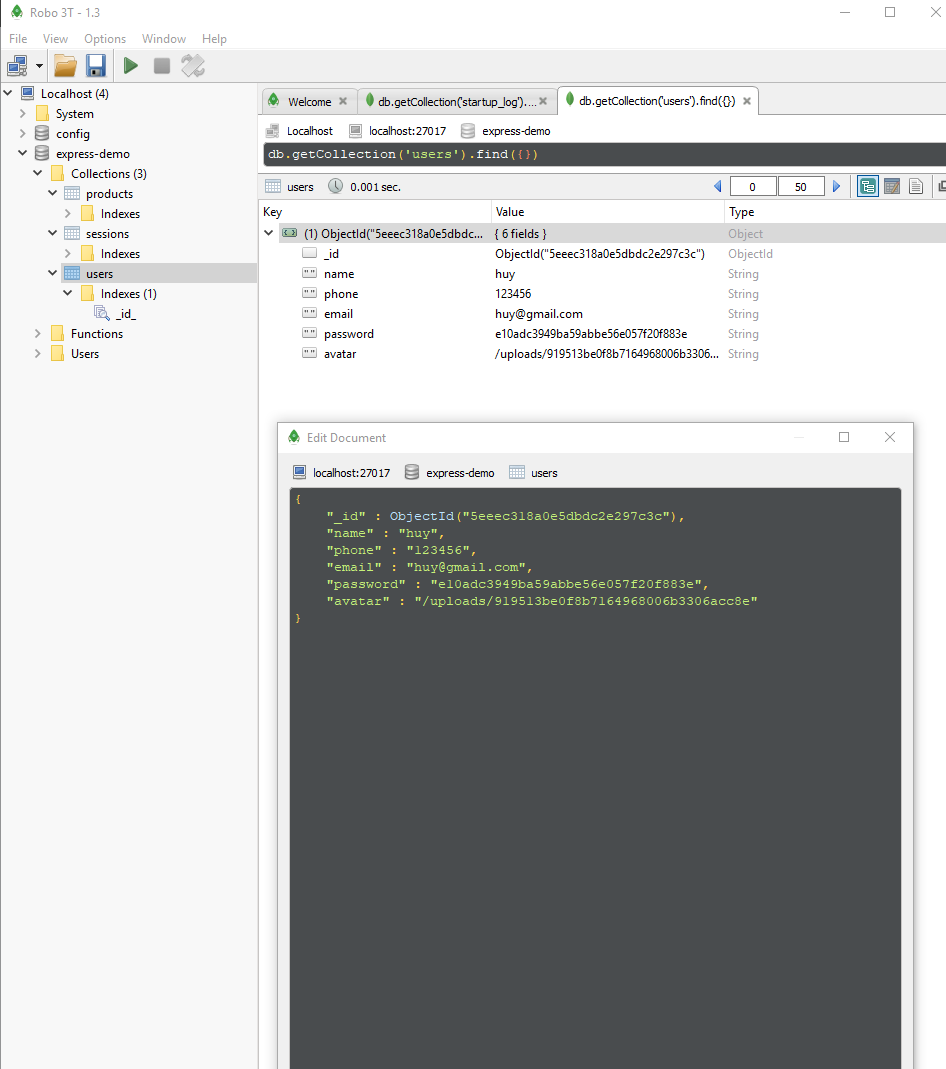 Robo 3T - 1.3
File View Options Window Help
Localhost (4)
System
config
express-demo
Collections (3)
products
Indexes
sessions
Indexes
users
Indexes (1)
_id_
Functions
Users
Welcome db.getCollection('startup_log').... db.getCollection('users').find({})
Localhost localhost:27017 express-demo
db.getCollection('users').find({})
users 0.001 sec. 0 50
Key Value Type
(1) ObjectId("5eeec318a0e5dbdc... { 6 fields } Object
_id ObjectId("5eeec318a0e5dbdc2e297c3c") ObjectId
name huy String
phone 123456 String
email huy@gmail.com String
password e10adc3949ba59abbe56e057f20f883e String
avatar /uploads/919513be0f8b7164968006b3306... String
Edit Document
localhost:27017 express-demo users
{
"_id" : ObjectId("5eeec318a0e5dbdc2e297c3c"),
"name" : "huy",
"phone" : "123456",
"email" : "huy@gmail.com",
"password" : "e10adc3949ba59abbe56e057f20f883e",
"avatar" : "/uploads/919513be0f8b7164968006b3306acc8e"
}